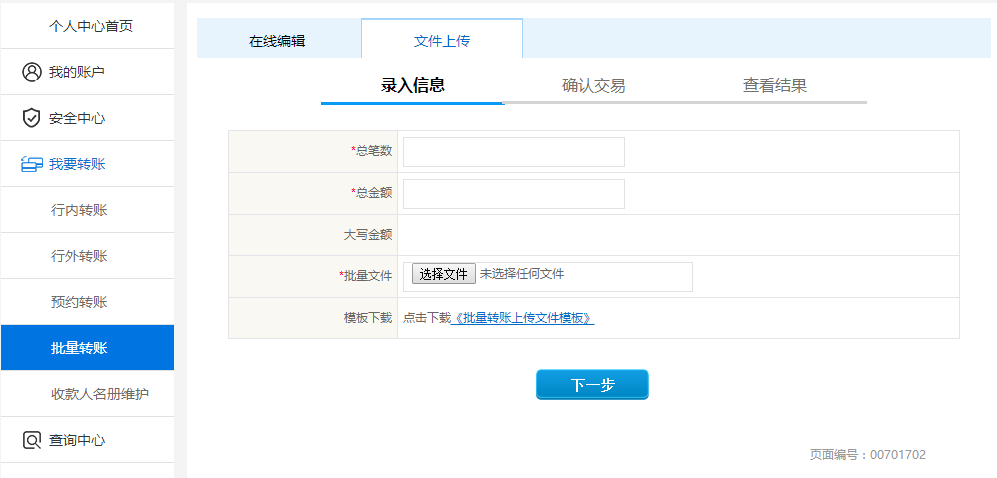 个人中心首页
我的账户
安全中心
我要转账
行内转账
行外转账
预约转账
批量转账
收款人名册维护
查询中心
在线编辑 文件上传
录入信息 确认交易 查看结果
*总笔数
*总金额
大写金额
*批量文件 选择文件 未选择任何文件
模板下载 点击下载《批量转账上传文件模板》
下一步
页面编号：00701702